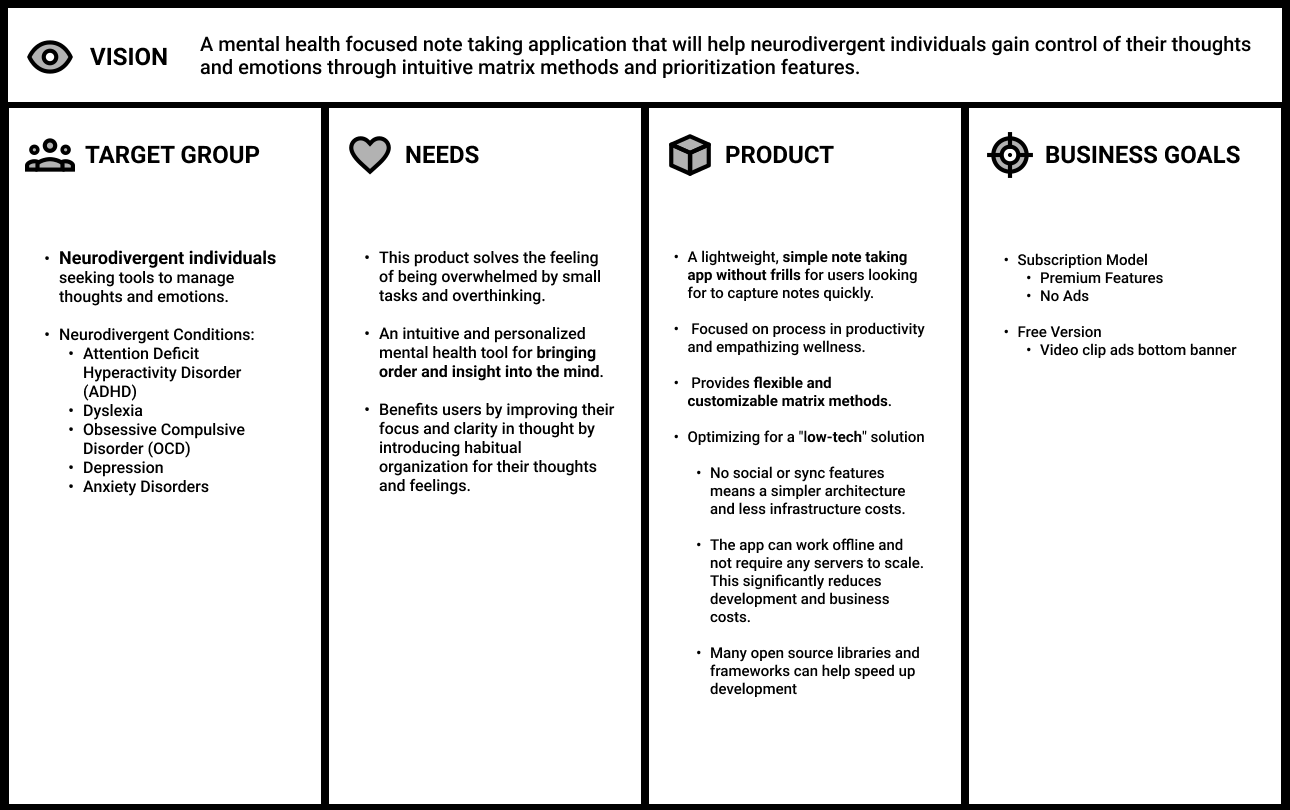 VISION
A mental health focused note taking application that will help neurodivergent individuals gain control of their thoughts
and emotions through intuitive matrix methods and prioritization features.
TARGET GROUP
• Neurodivergent individuals
seeking tools to manage
thoughts and emotions.
• Neurodivergent Conditions:
• Attention Deficit
Hyperactivity Disorder
(ADHD)
• Dyslexia
• Obsessive Compulsive
Disorder (OCD)
• Depression
• Anxiety Disorders
NEEDS
• This product solves the feeling
of being overwhelmed by small
tasks and overthinking.
• An intuitive and personalized
mental health tool for bringing
order and insight into the mind.
• Benefits users by improving their
focus and clarity in thought by
introducing habitual
organization for their thoughts
and feelings.
PRODUCT
• A lightweight, simple note taking
app without frills for users looking
for to capture notes quickly.
• Focused on process in productivity
and empathizing wellness.
• Provides flexible and
customizable matrix methods.
• Optimizing for a "low-tech" solution
• No social or sync features
means a simpler architecture
and less infrastructure costs.
• The app can work offline and
not require any servers to scale.
This significantly reduces
development and business
costs.
• Many open source libraries and
frameworks can help speed up
development
BUSINESS GOALS
• Subscription Model
• Premium Features
• No Ads
• Free Version
• Video clip ads bottom banner